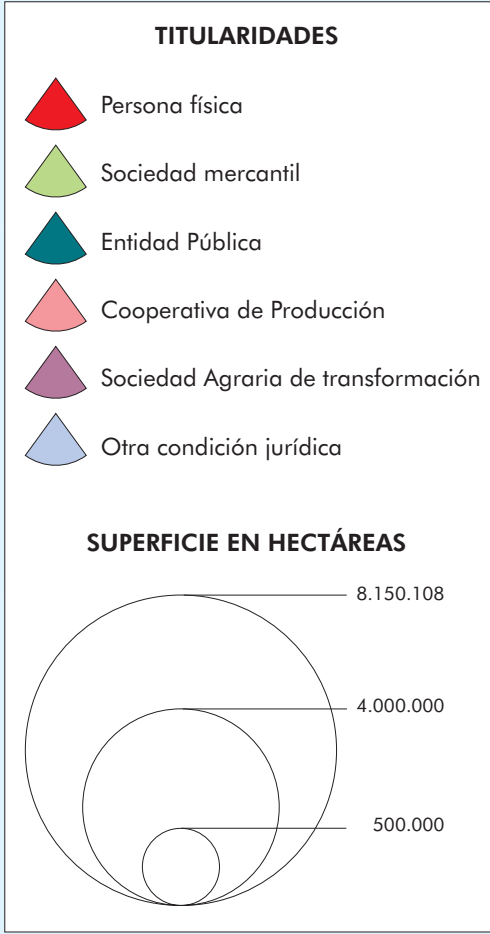 TITULARIDADES
Persona física
Sociedad mercantil
Entidad Pública
Cooperativa de Producción
Sociedad Agraria de transformación
Otra condición jurídica
SUPERFICIE EN HECTÁREAS
8.150.108
4.000.000
500.000